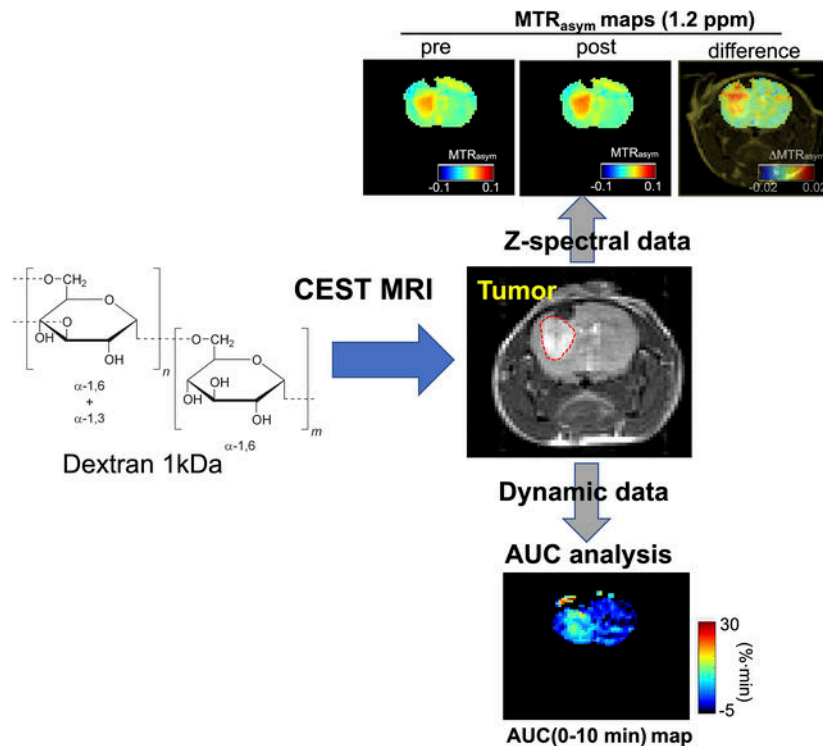 MTRasym maps (1.2 ppm)
pre post difference
MTRasym MTRasym ΔMTRasym
-0.1 0.1 -0.1 0.1 -0.02 0.02
Z-spectral data
CEST MRI
Tumor
O-CH2
O
O
OH
OH
n
α-1,6
+
α-1,3
O-CH2
O
HO
OH
OH
m
α-1,6
Dextran 1kDa
Dynamic data
AUC analysis
30
(%·min)
-5
AUC(0-10 min) map